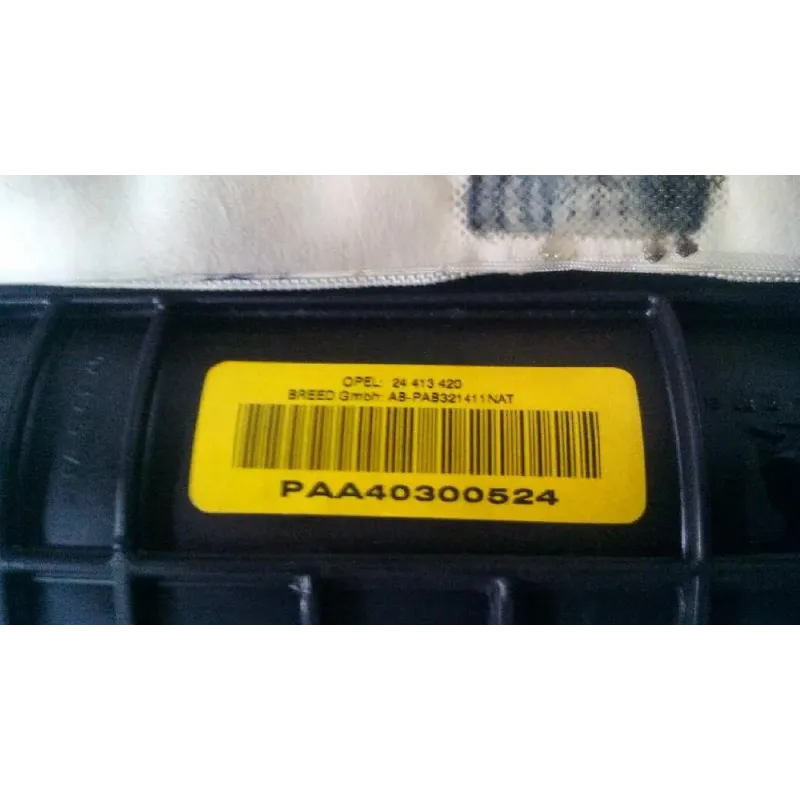 OPEL: 24 413 420
BREED GmbH: AB-PAB321411NAT
PAA40300524